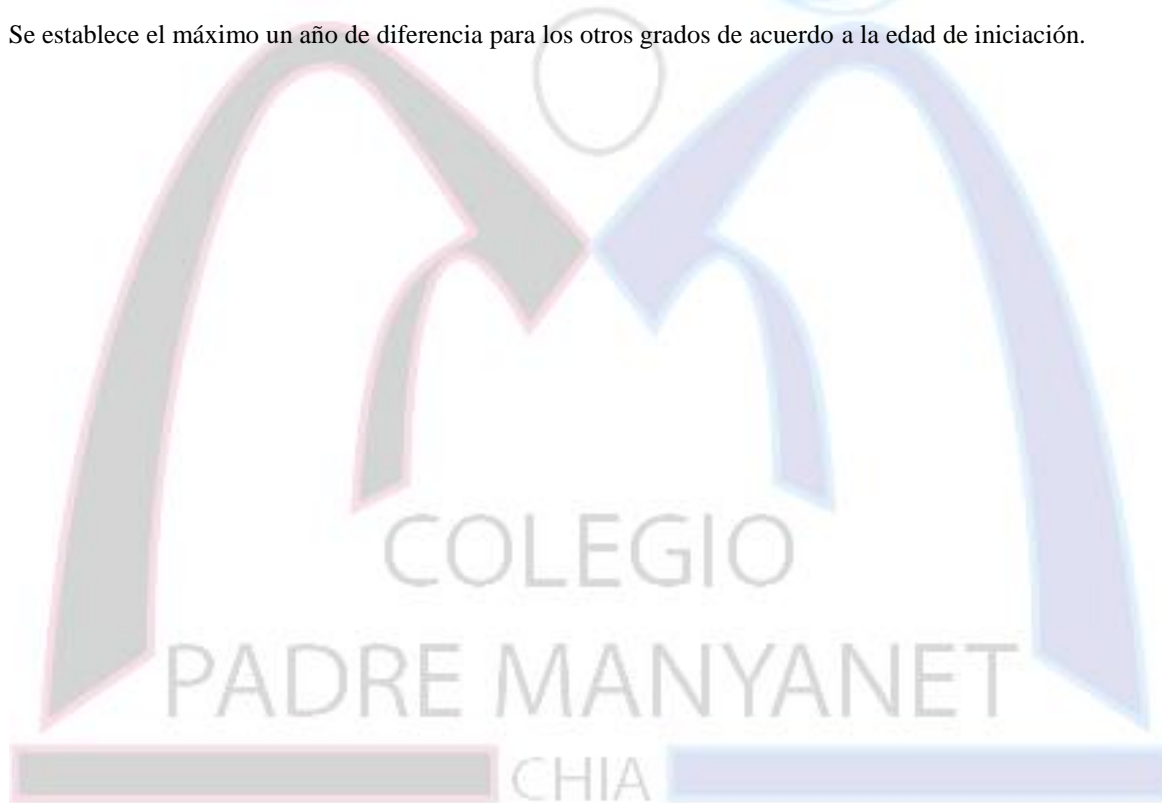 Se establece el máximo un año de diferencia para los otros grados de acuerdo a la edad de iniciación.
COLEGIO
PADRE MANYANET
CHIA